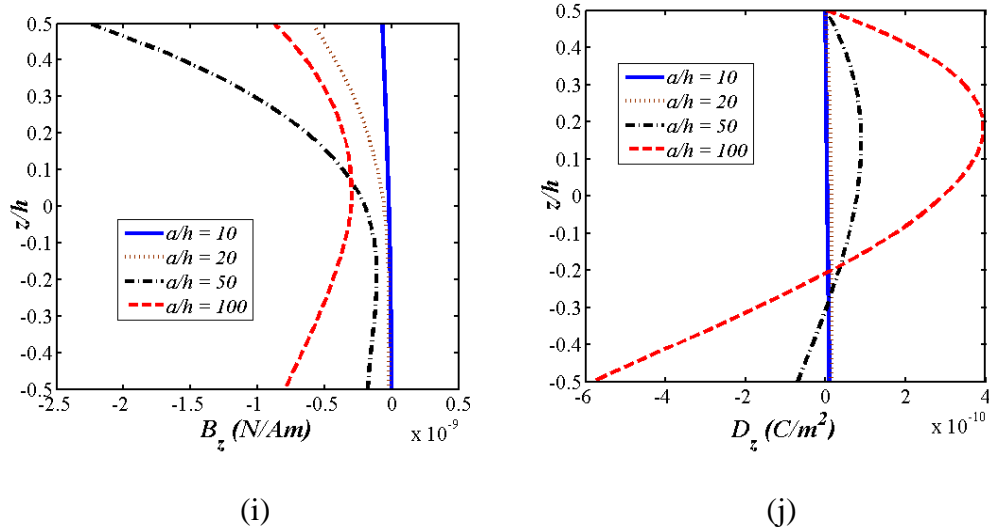 0.5
0.4
0.3
0.2
0.1
0
-0.1
-0.2
-0.3
-0.4
-0.5
z/h
a/h = 10
a/h = 20
a/h = 50
a/h = 100
-2.5 -2 -1.5 -1 -0.5 0 0.5
B_z (N/Am)
x 10^-9
(i)
0.5
0.4
0.3
0.2
0.1
0
-0.1
-0.2
-0.3
-0.4
-0.5
z/h
a/h = 10
a/h = 20
a/h = 50
a/h = 100
-6 -4 -2 0 2 4
D_z (C/m^2)
x 10^-10
(j)